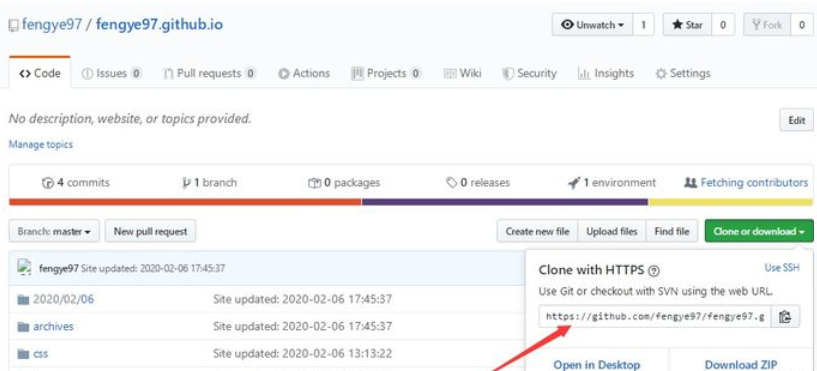 fengye97 / fengye97.github.io
Unwatch 1 Star 0 Fork 0
Code Issues 0 Pull requests 0 Actions Projects 0 Wiki Security Insights Settings
No description, website, or topics provided.
Edit
Manage topics
4 commits 1 branch 0 packages 0 releases 1 environment Fetching contributors
Branch: master New pull request Create new file Upload files Find file Clone or download
fengye97 Site updated: 2020-02-06 17:45:37
Clone with HTTPS Use SSH
Use Git or checkout with SVN using the web URL.
2020/02/06 Site updated: 2020-02-06 17:45:37
https://github.com/fengye97/fengye97.g
archives Site updated: 2020-02-06 17:45:37
css Site updated: 2020-02-06 13:13:22
Open in Desktop Download ZIP